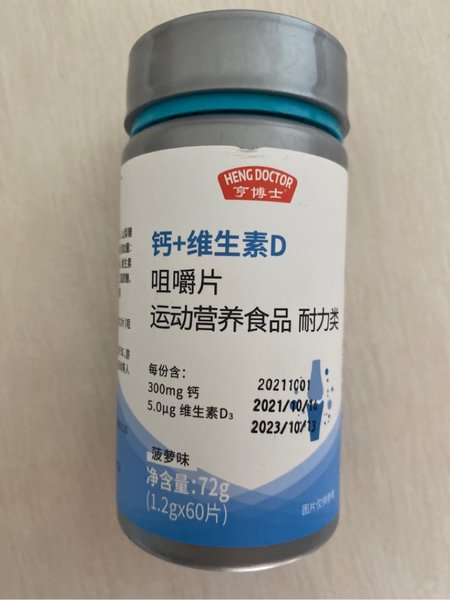 HENG DOCTOR
亨博士
钙+维生素D
咀嚼片
运动营养食品 耐力类
每份含：
300mg 钙
5.0μg 维生素D₃
20211001
2021/10/14
2023/10/13
菠萝味
净含量：72g
(1.2gx60片)
图片仅供参考